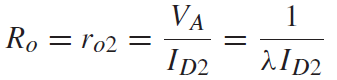 R_o = r_{o2} = \frac{V_A}{I_{D2}} = \frac{1}{\lambda I_{D2}}